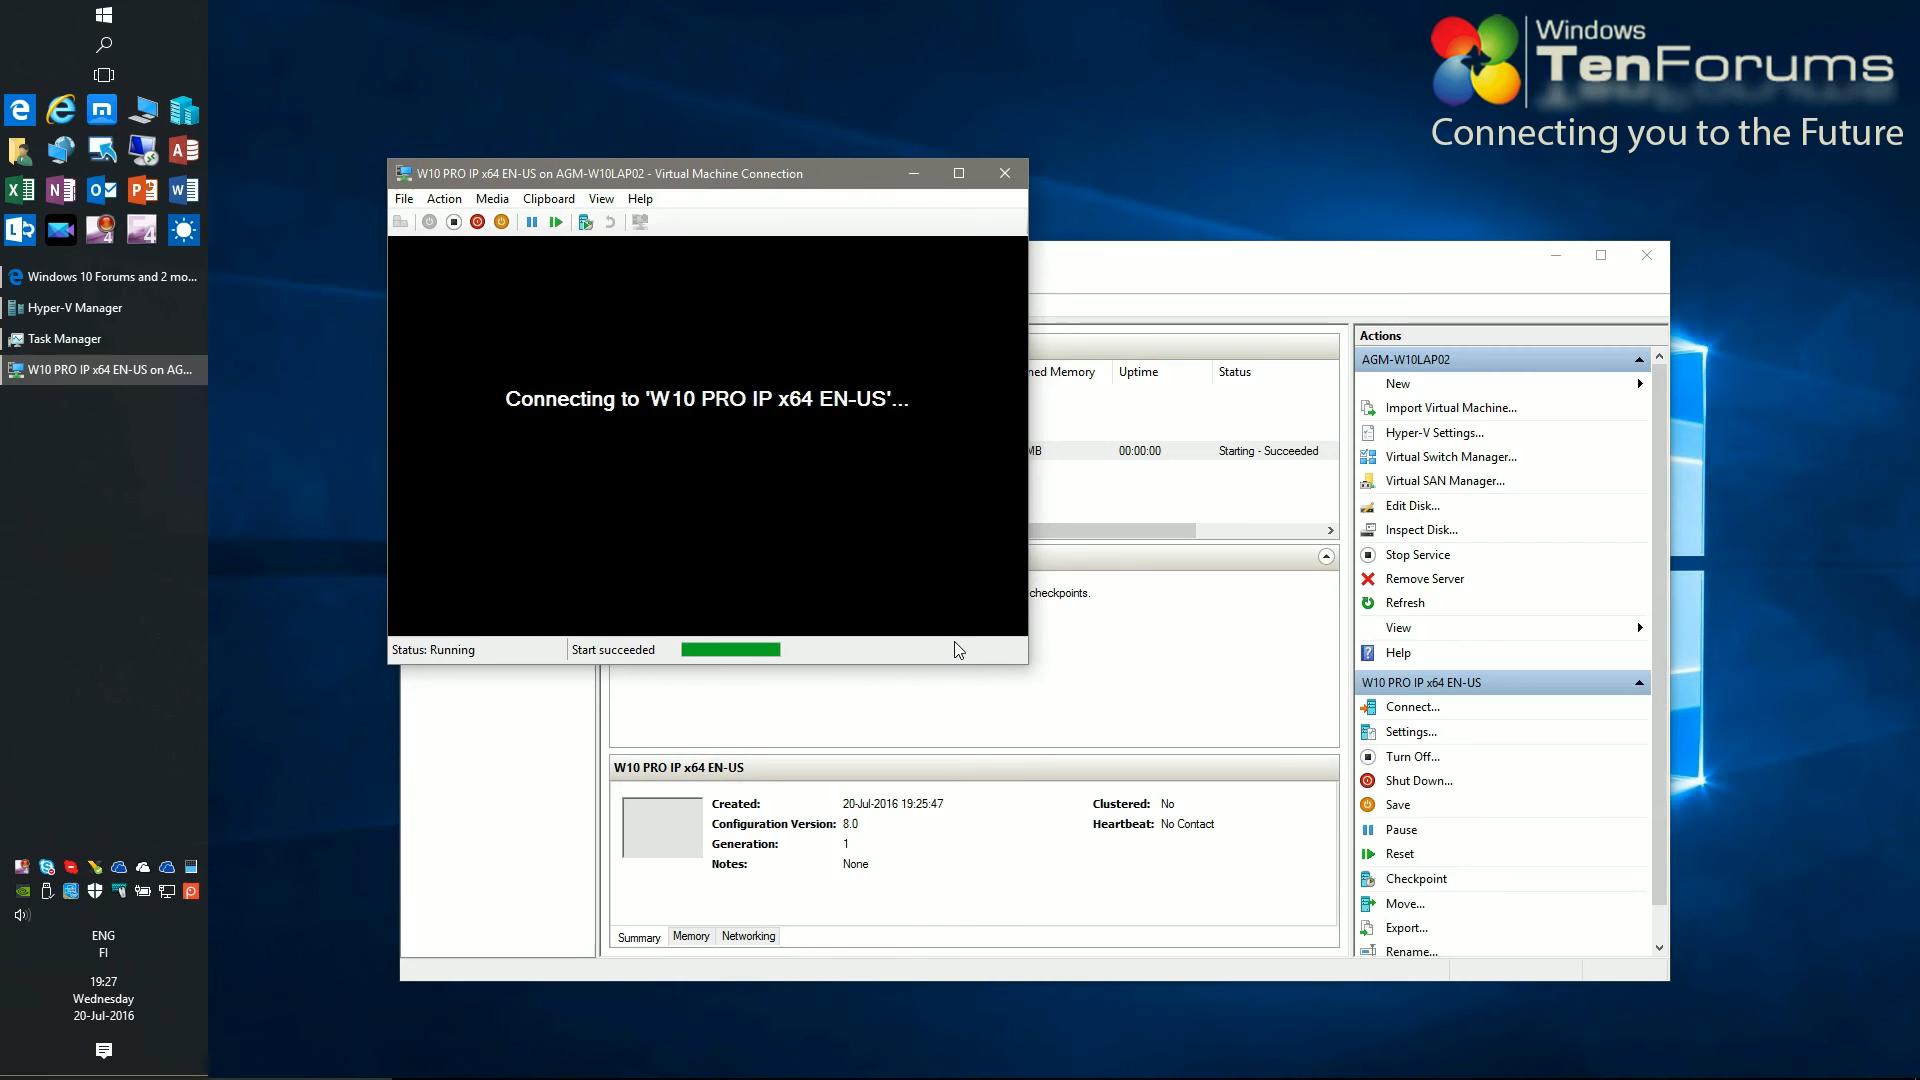 Windows
TenForums
Connecting you to the Future
Windows 10 Forums and 2 mo...
Hyper-V Manager
Task Manager
W10 PRO IP x64 EN-US on AG...
ENG
FI
19:27
Wednesday
20-Jul-2016
W10 PRO IP x64 EN-US on AGM-W10LAP02 - Virtual Machine Connection
File Action Media Clipboard View Help
Connecting to 'W10 PRO IP x64 EN-US'...
Status: Running Start succeeded
ned Memory Uptime Status
MB 00:00:00 Starting - Succeeded
checkpoints.
W10 PRO IP x64 EN-US
Created: 20-Jul-2016 19:25:47 Clustered: No
Configuration Version: 8.0 Heartbeat: No Contact
Generation: 1
Notes: None
Summary Memory Networking
Actions
AGM-W10LAP02
New
Import Virtual Machine...
Hyper-V Settings...
Virtual Switch Manager...
Virtual SAN Manager...
Edit Disk...
Inspect Disk...
Stop Service
Remove Server
Refresh
View
Help
W10 PRO IP x64 EN-US
Connect...
Settings...
Turn Off...
Shut Down...
Save
Pause
Reset
Checkpoint
Move...
Export...
Rename...